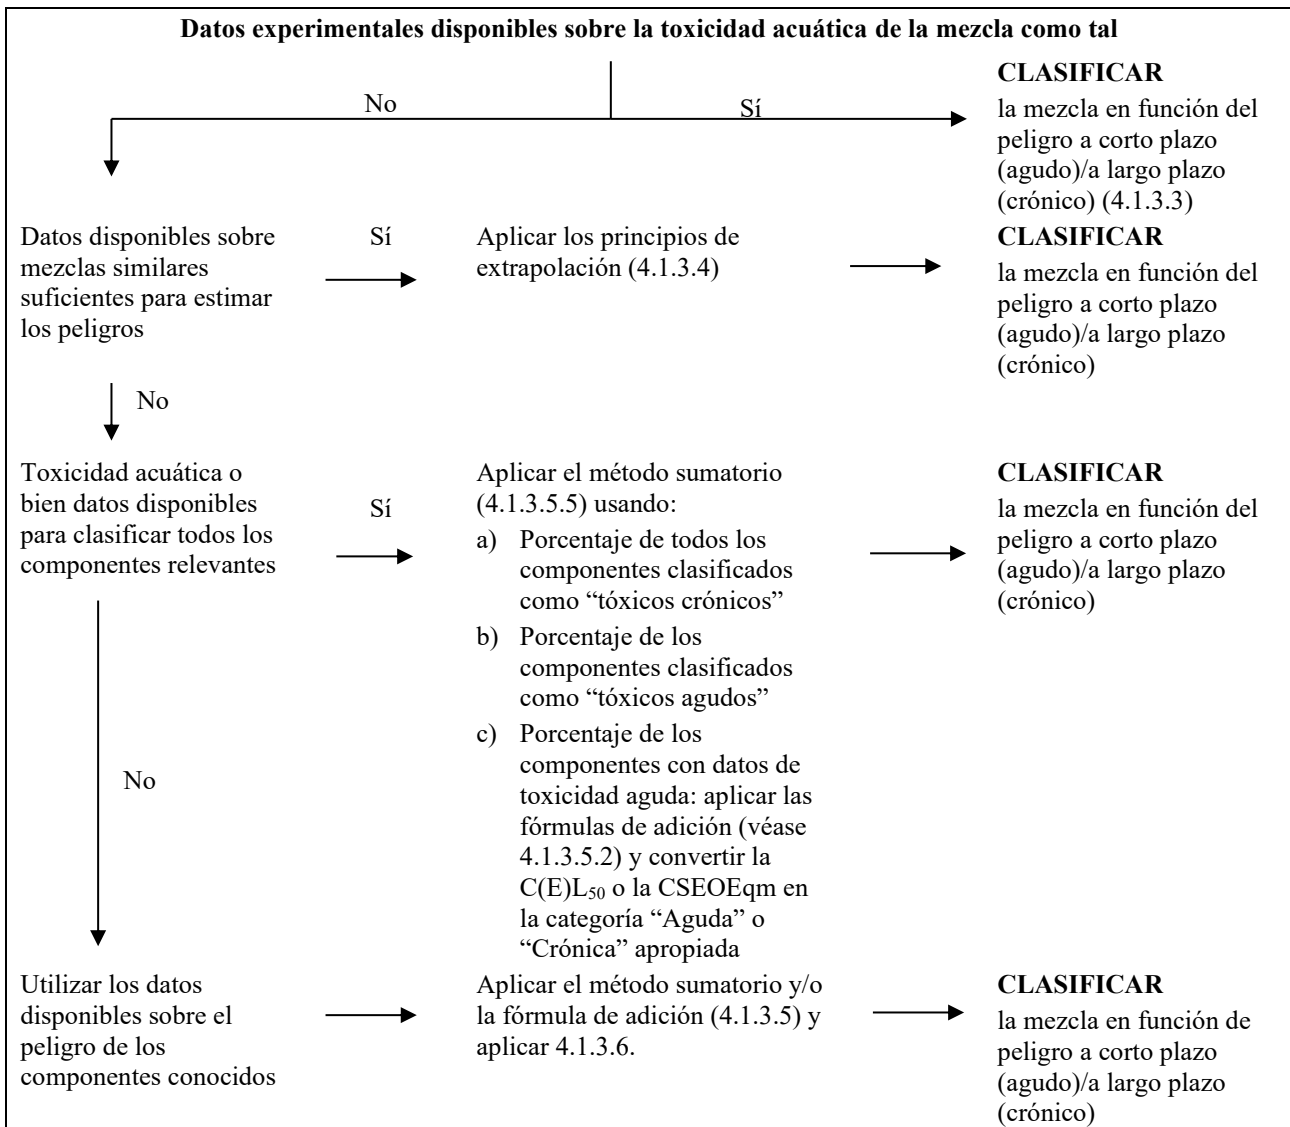 Datos experimentales disponibles sobre la toxicidad acuática de la mezcla como tal
No
Sí
CLASIFICAR
la mezcla en función del
peligro a corto plazo
(agudo)/a largo plazo
(crónico) (4.1.3.3)
Datos disponibles sobre
mezclas similares
suficientes para estimar
los peligros
Sí
Aplicar los principios de
extrapolación (4.1.3.4)
CLASIFICAR
la mezcla en función del
peligro a corto plazo
(agudo)/a largo plazo
(crónico)
No
Toxicidad acuática o
bien datos disponibles
para clasificar todos los
componentes relevantes
Sí
Aplicar el método sumatorio
(4.1.3.5.5) usando:
a) Porcentaje de todos los
componentes clasificados
como “tóxicos crónicos”
b) Porcentaje de los
componentes clasificados
como “tóxicos agudos”
c) Porcentaje de los
componentes con datos de
toxicidad aguda: aplicar las
fórmulas de adición (véase
4.1.3.5.2) y convertir la
C(E)L₅₀ o la CSEOEqm en
la categoría “Aguda” o
“Crónica” apropiada
CLASIFICAR
la mezcla en función del
peligro a corto plazo
(agudo)/a largo plazo
(crónico)
No
Utilizar los datos
disponibles sobre el
peligro de los
componentes conocidos
Aplicar el método sumatorio y/o
la fórmula de adición (4.1.3.5) y
aplicar 4.1.3.6.
CLASIFICAR
la mezcla en función de
peligro a corto plazo
(agudo)/a largo plazo
(crónico)